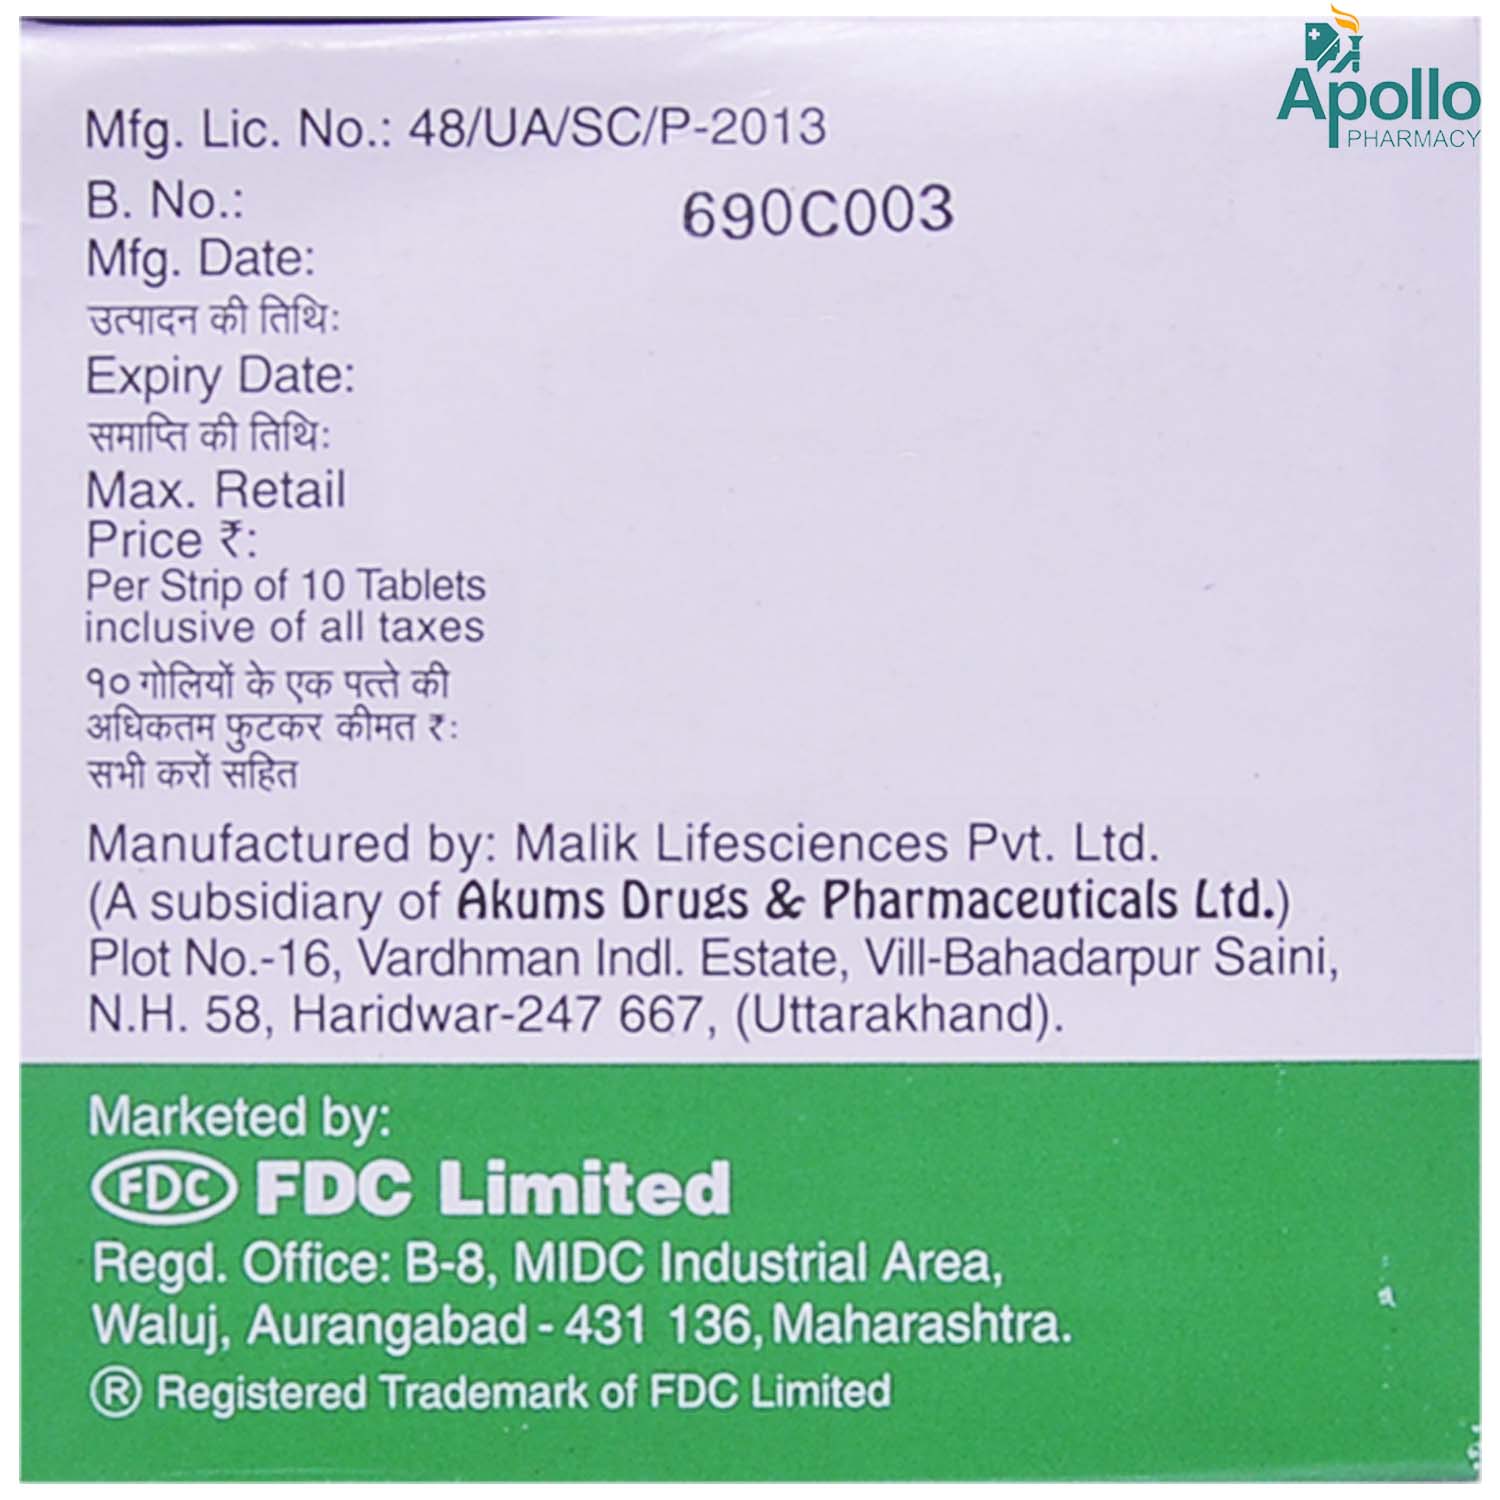 Apollo
PHARMACY
Mfg. Lic. No.: 48/UA/SC/P-2013
B. No.: 690C003
Mfg. Date:
उत्पादन की तिथि:
Expiry Date:
समाप्ति की तिथि:
Max. Retail
Price ₹:
Per Strip of 10 Tablets
inclusive of all taxes
१० गोलियों के एक पत्ते की
अधिकतम फुटकर कीमत ₹:
सभी करों सहित
Manufactured by: Malik Lifesciences Pvt. Ltd.
(A subsidiary of Akums Drugs & Pharmaceuticals Ltd.)
Plot No.-16, Vardhman Indl. Estate, Vill-Bahadarpur Saini,
N.H. 58, Haridwar-247 667, (Uttarakhand).
Marketed by:
FDC FDC Limited
Regd. Office: B-8, MIDC Industrial Area,
Waluj, Aurangabad - 431 136, Maharashtra.
® Registered Trademark of FDC Limited